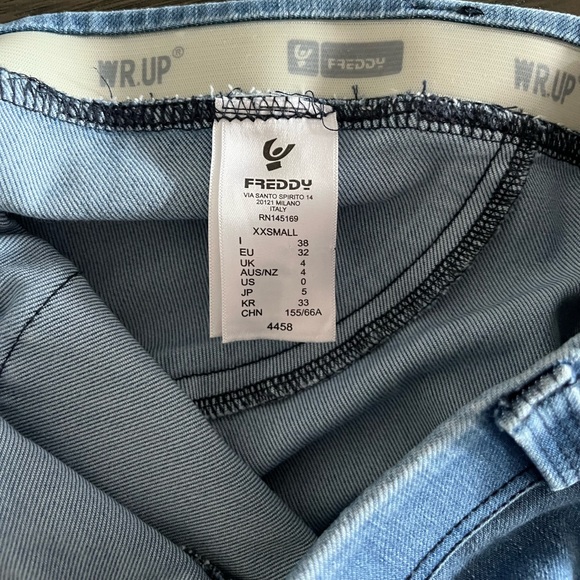 WR.UP®
FREDDY
WR.UP
FREDDY
VIA SANTO SPIRITO 14
20121 MILANO
ITALY
RN145169
XXSMALL
I 38
EU 32
UK 4
AUS/NZ 4
US 0
JP 5
KR 33
CHN 155/66A
4458